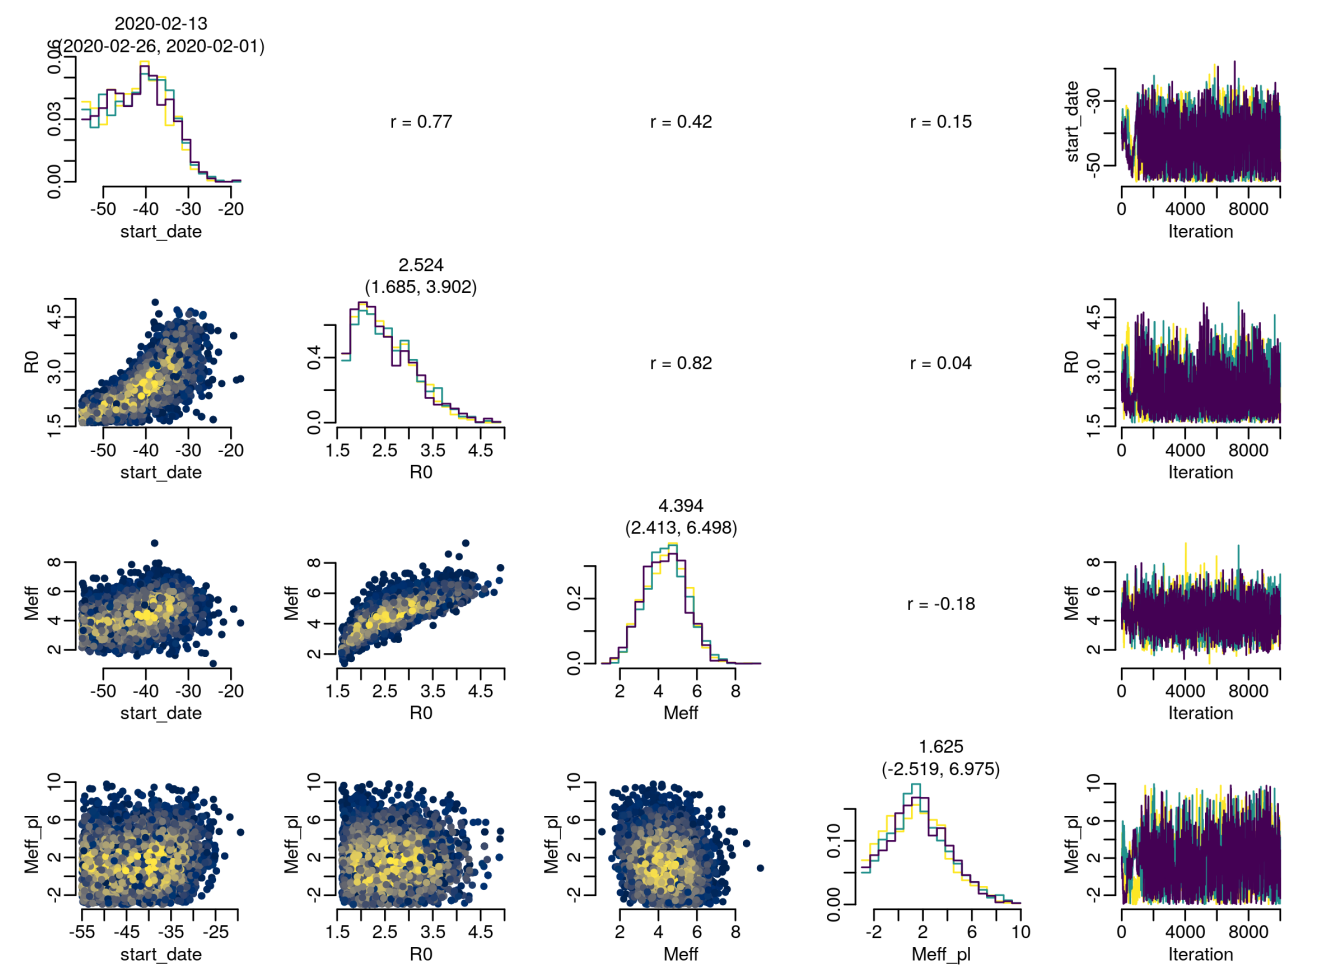 2020-02-13
(2020-02-26, 2020-02-01)
0.00 0.03 0.06
-50 -40 -30 -20
start_date
r = 0.77
r = 0.42
r = 0.15
start_date
-50 -30
0 4000 8000
Iteration
R0
1.5 3.0 4.5
-50 -40 -30 -20
start_date
2.524
(1.685, 3.902)
0.0 0.4
1.5 2.5 3.5 4.5
R0
r = 0.82
r = 0.04
R0
1.5 3.0 4.5
0 4000 8000
Iteration
Meff
2 4 6 8
-50 -40 -30 -20
start_date
Meff
2 4 6 8
1.5 2.5 3.5 4.5
R0
4.394
(2.413, 6.498)
0.0 0.2
2 4 6 8
Meff
r = -0.18
Meff
2 4 6 8
0 4000 8000
Iteration
Meff_pl
-2 2 6 10
-55 -45 -35 -25
start_date
Meff_pl
-2 2 6 10
1.5 2.5 3.5 4.5
R0
Meff_pl
-2 2 6 10
2 4 6 8
Meff
1.625
(-2.519, 6.975)
0.00 0.10
-2 2 6 10
Meff_pl
Meff_pl
-2 2 6 10
0 4000 8000
Iteration